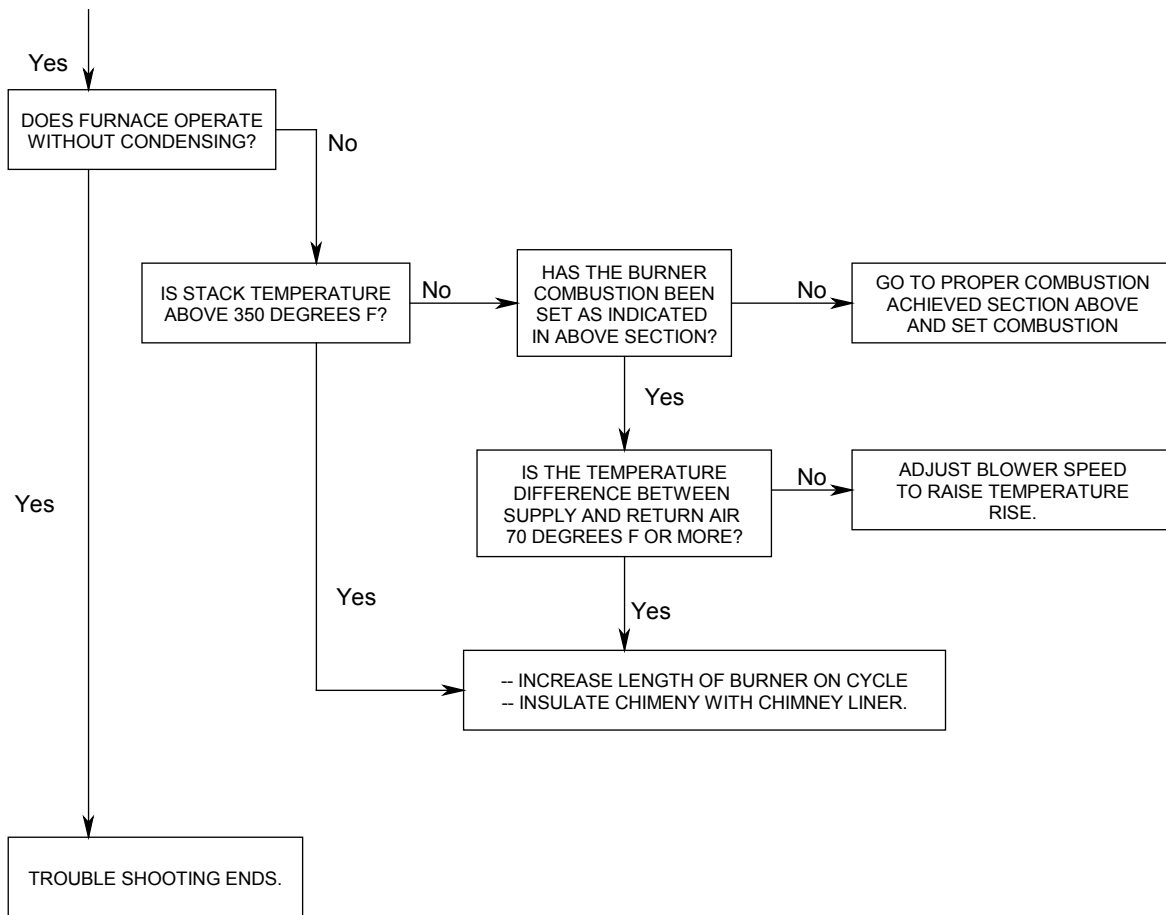 Yes
DOES FURNACE OPERATE
WITHOUT CONDENSING?
No
IS STACK TEMPERATURE
ABOVE 350 DEGREES F?
No
HAS THE BURNER
COMBUSTION BEEN
SET AS INDICATED
IN ABOVE SECTION?
No
GO TO PROPER COMBUSTION
ACHIEVED SECTION ABOVE
AND SET COMBUSTION
Yes
IS THE TEMPERATURE
DIFFERENCE BETWEEN
SUPPLY AND RETURN AIR
70 DEGREES F OR MORE?
No
ADJUST BLOWER SPEED
TO RAISE TEMPERATURE
RISE.
Yes
Yes
Yes
-- INCREASE LENGTH OF BURNER ON CYCLE
-- INSULATE CHIMENY WITH CHIMNEY LINER.
TROUBLE SHOOTING ENDS.